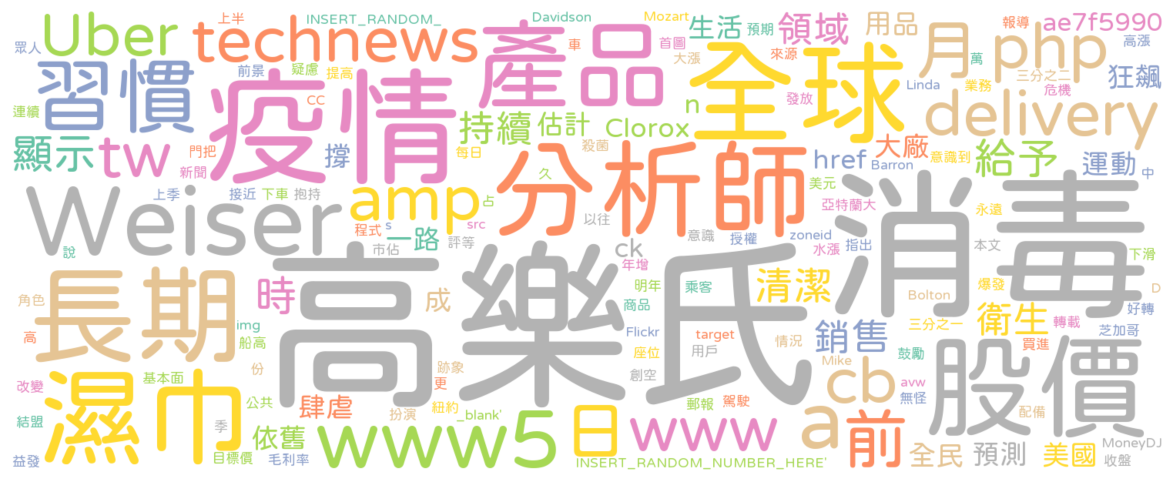 上半
INSERT_RANDOM_
Davidson
Mozart
眾人
Uber
technews
產品
車
首圖
生活
預期
領域
用品
月
php
報導
ae7f5990
高漲
習慣
前景
疑慮
提高
cc
疫情
大漲
全球
來源
萬
三分之二
危機
狂飆
連續
持續
估計
Clorox
n
發放
Linda
業務
delivery
顯示
tw
門把
新聞
撐
每日
殺菌
分析師
href
大廠
Barron
意識到
給予
運動
中
Weiser
上季
接近
下車
抱持
amp
占
久
美元
亞特蘭大
消毒
永遠
說
程式
s
一路
市佔
src
評等
以往
ck
意識
授權
zoneid
水漲
指出
本文
下滑
長期
時
高樂氏
年增
明年
乘客
清潔
爆發
D
角色
成
商品
Bolton
衛生
好轉
高
img
船高
Flickr
target
用戶
座位
情況
銷售
三分之一
轉載
芝加哥
買進
改變
濕巾
基本面
份
公共
跡象
更
創空
Mike
鼓勵
股價
cb
avw
無怪
結盟
季
肆虐
扮演
紐約
_blank'
郵報
駕駛
配備
益發
目標價
依舊
毛利率
www5
日
www
a
前
全民
預測
美國
MoneyDJ
收盤
INSERT_RANDOM_NUMBER_HERE'